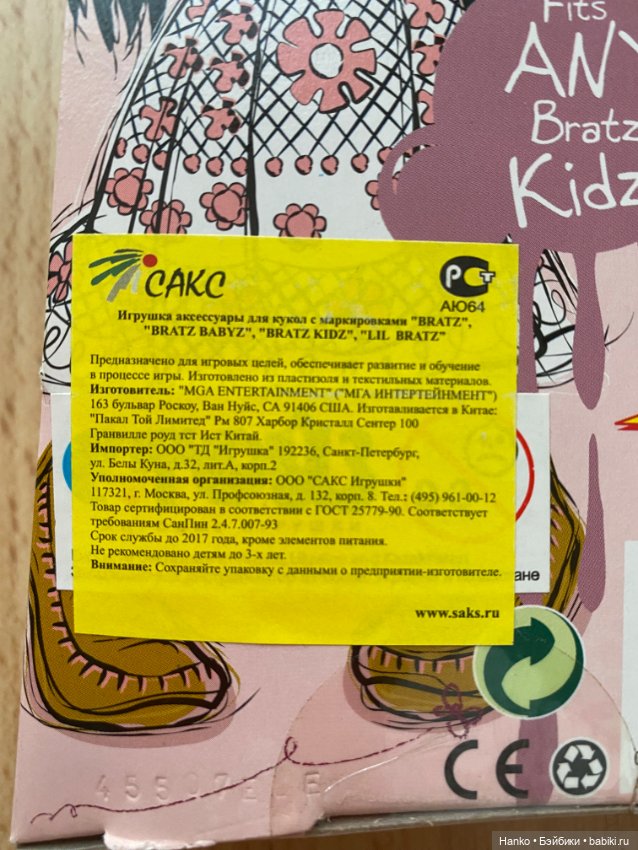 Fits
ANY
Bratz
Kidz
САКС
РСТ
АЮ64
Игрушка аксессуары для кукол с маркировками "BRATZ",
"BRATZ BABYZ", "BRATZ KIDZ", "LIL BRATZ"
Предназначено для игровых целей, обеспечивает развитие и обучение
в процессе игры. Изготовлено из пластизоля и текстильных материалов.
Изготовитель: "MGA ENTERTAINMENT" ("МГА ИНТЕРТЕЙНМЕНТ")
163 бульвар Роскоу, Ван Нуйс, СА 91406 США. Изготавливается в Китае:
"Пакал Той Лимитед" Рм 807 Харбор Кристалл Сентер 100
Гранвилле роуд тст Ист Китай.
Импортер: ООО "ТД "Игрушка" 192236, Санкт-Петербург,
ул. Белы Куна, д.32, лит.А, корп.2
Уполномоченная организация: ООО "САКС Игрушки"
117321, г. Москва, ул. Профсоюзная, д. 132, корп. 8. Тел.: (495) 961-00-12
Товар сертифицирован в соответствии с ГОСТ 25779-90. Соответствует
требованиям СанПин 2.4.7.007-93
Срок службы до 2017 года, кроме элементов питания.
Не рекомендовано детям до 3-х лет.
Внимание: Сохраняйте упаковку с данными о предприятии-изготовителе.
ане
www.saks.ru
CE
Hanko • Бэйбики • babiki.ru